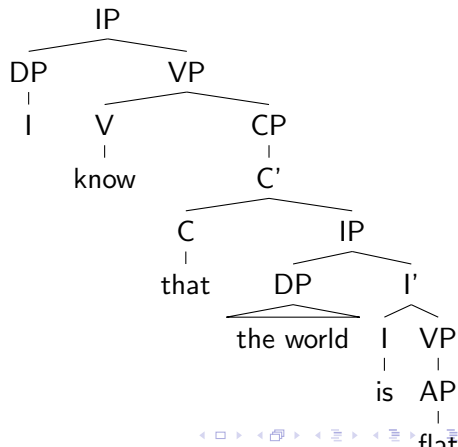 IP
DP VP
I V CP
know C'
C IP
that DP I'
the world I VP
is AP
flat